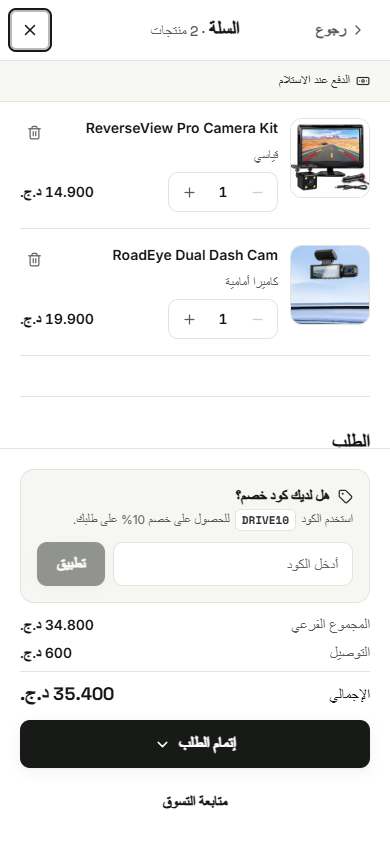 رجوع
السلة · 2 منتجات
الدفع عند الاستلام
ReverseView Pro Camera Kit
قياسي
1
14.900 د.ج.
RoadEye Dual Dash Cam
كاميرا أمامية
1
19.900 د.ج.
الطلب
هل لديك كود خصم؟
استخدم الكود DRIVE10 للحصول على خصم 10% على طلبك.
أدخل الكود
تطبيق
المجموع الفرعي 34.800 د.ج.
التوصيل 600 د.ج.
الإجمالي 35.400 د.ج.
إتمام الطلب
متابعة التسوق